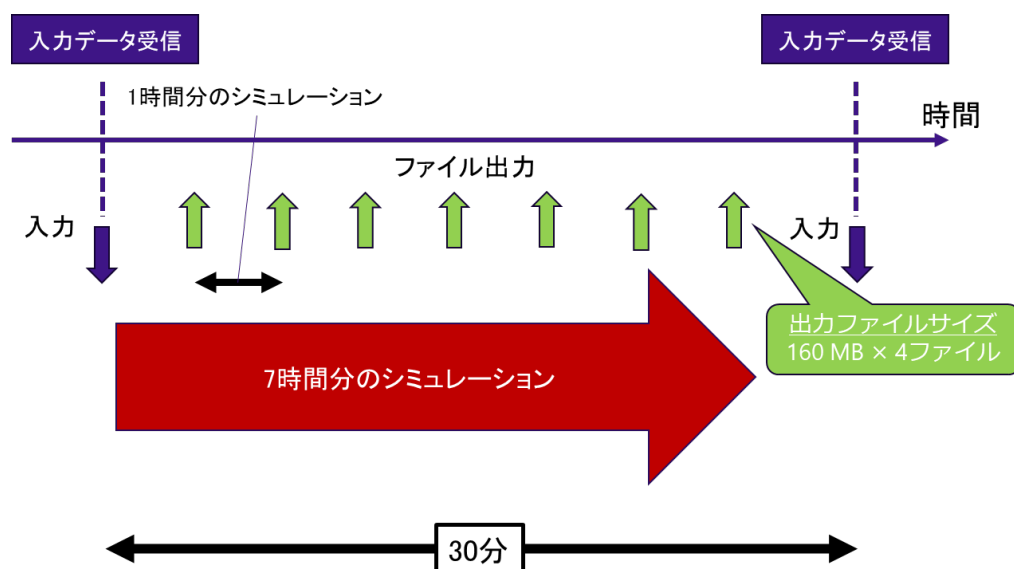 入力データ受信
入力データ受信
1時間分のシミュレーション
時間
ファイル出力
入力
入力
出力ファイルサイズ
160 MB × 4ファイル
7時間分のシミュレーション
30分